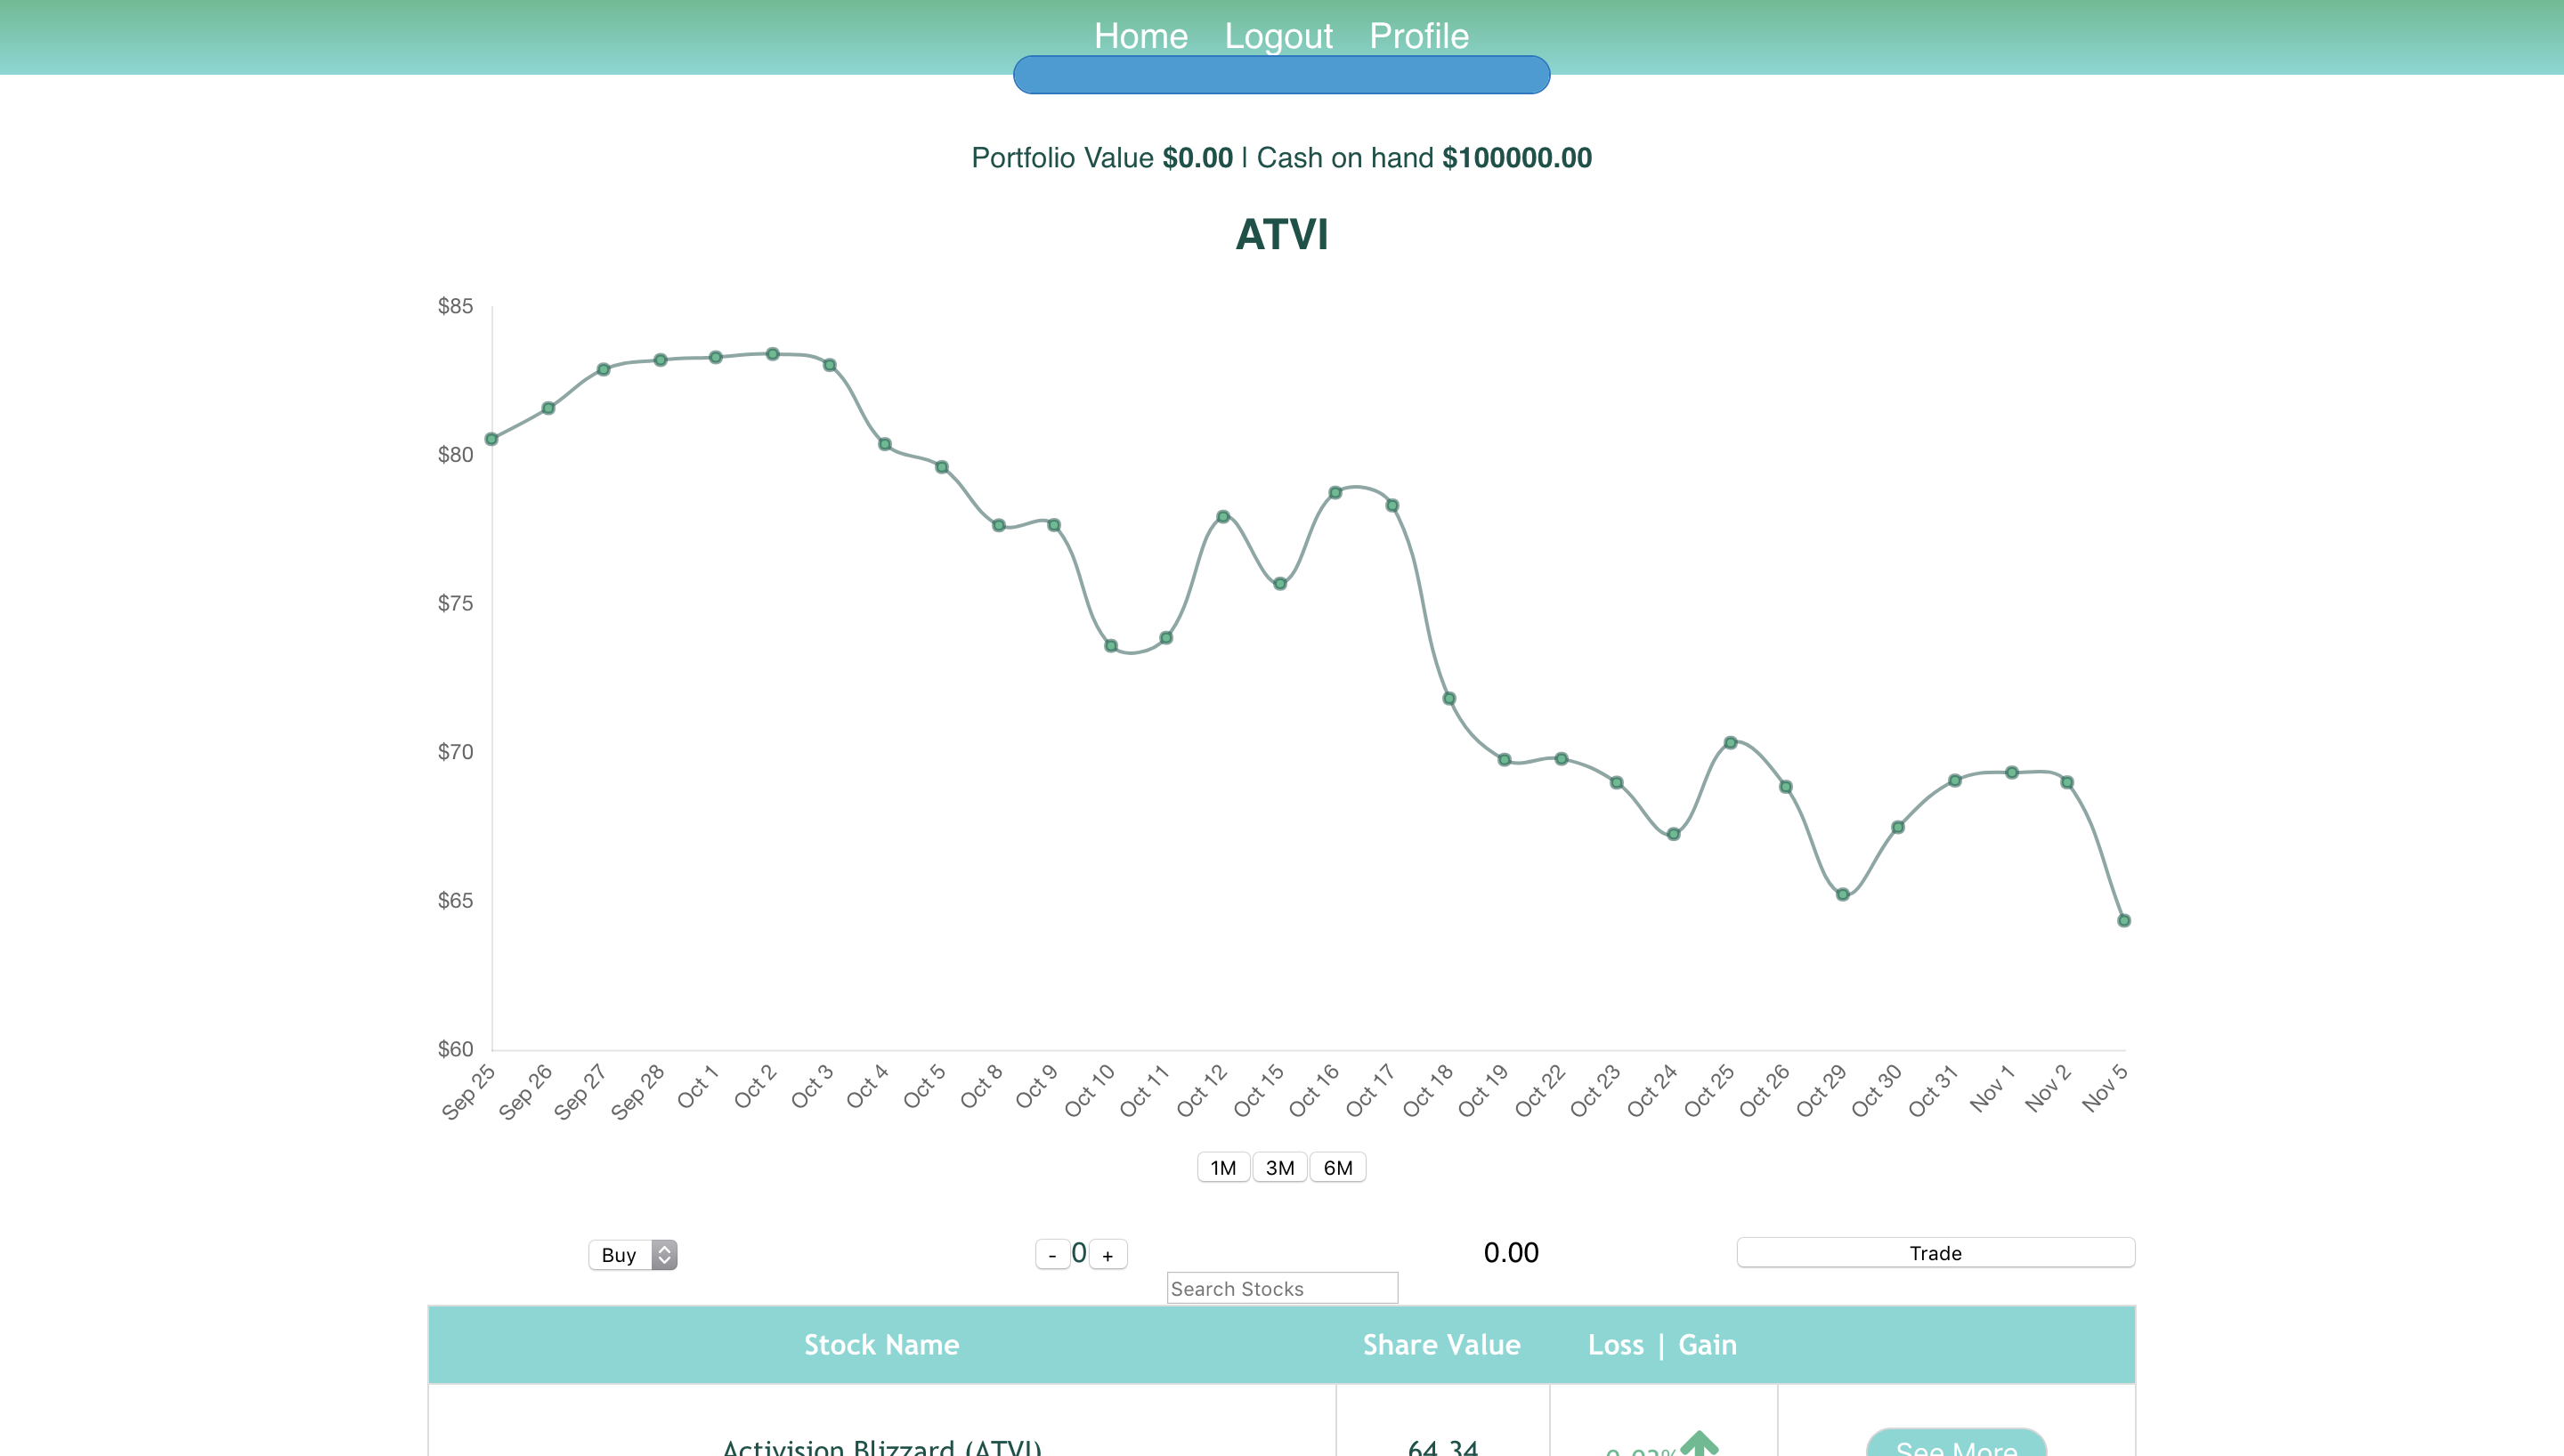 Home Logout Profile
Portfolio Value $0.00 | Cash on hand $100000.00
ATVI
$85
$80
$75
$70
$65
$60
Sep 25 Sep 26 Sep 27 Sep 28 Oct 1 Oct 2 Oct 3 Oct 4 Oct 5 Oct 8 Oct 9 Oct 10 Oct 11 Oct 12 Oct 15 Oct 16 Oct 17 Oct 18 Oct 19 Oct 22 Oct 23 Oct 24 Oct 25 Oct 26 Oct 29 Oct 30 Oct 31 Nov 1 Nov 2 Nov 5
1M 3M 6M
Buy - 0 + 0.00 Trade
Search Stocks
Stock Name Share Value Loss | Gain
Activision Blizzard (ATVI) 64.34 See More